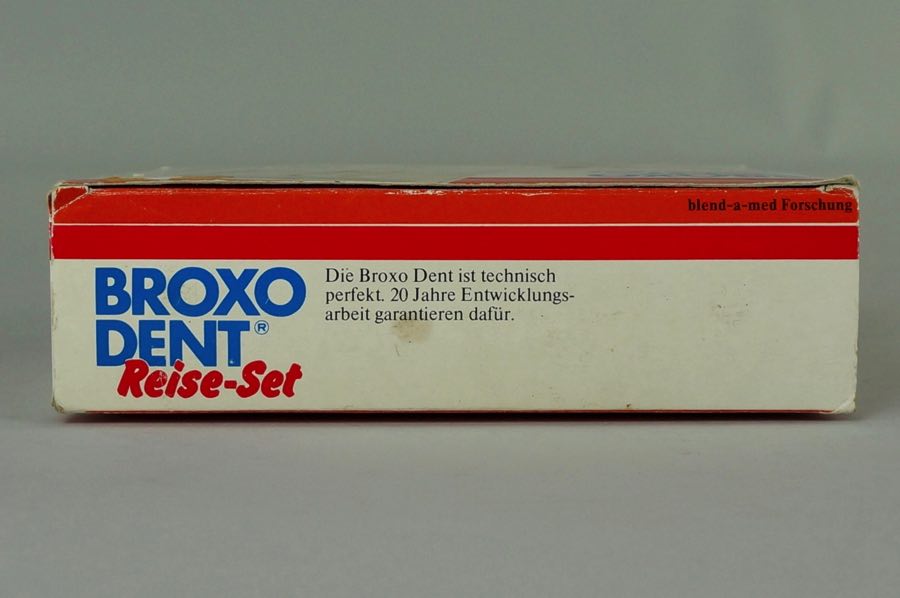 blend-a-med Forschung
BROXO
DENT®
Reise-Set
Die Broxo Dent ist technisch
perfekt. 20 Jahre Entwicklungs-
arbeit garantieren dafür.